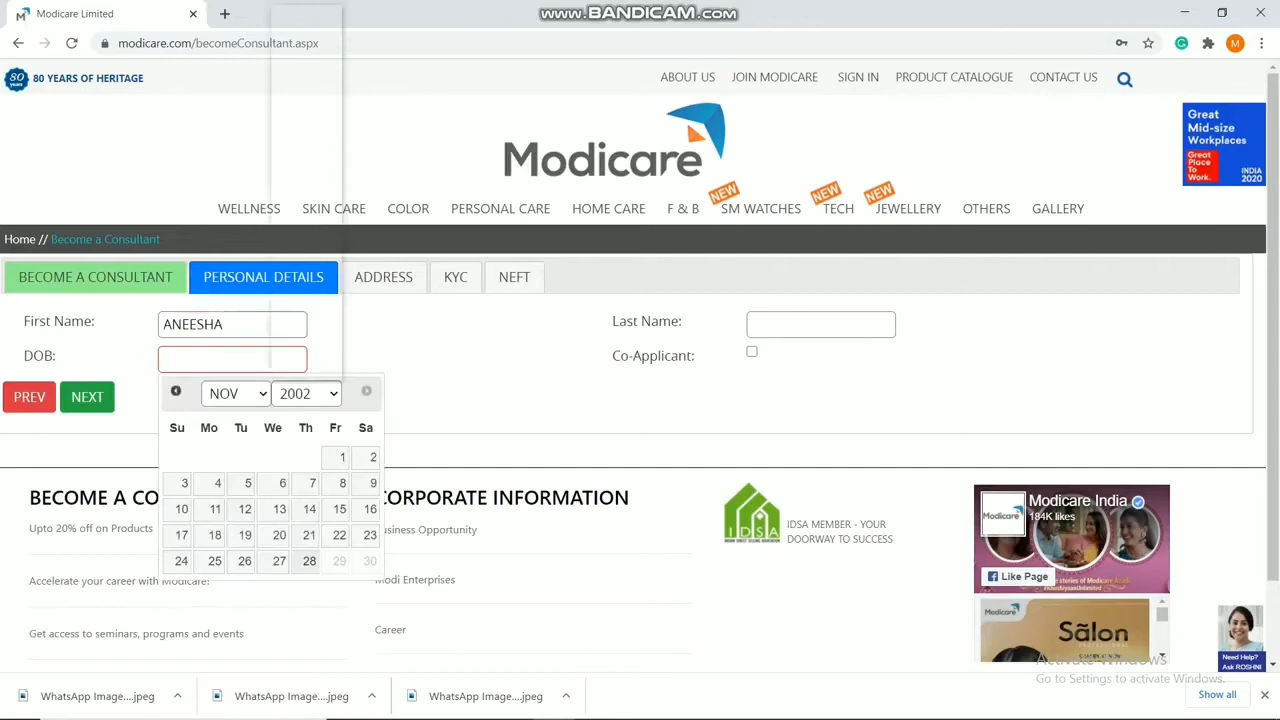 Modicare Limited
www.BANDICAM.com
modicare.com/becomeConsultant.aspx
M
80 years
80 YEARS OF HERITAGE
ABOUT US
JOIN MODICARE
SIGN IN
PRODUCT CATALOGUE
CONTACT US
Modicare
Great
Mid-size
Workplaces
Great
Place
To
Work.
INDIA
2020
NEW
NEW
NEW
WELLNESS
SKIN CARE
COLOR
PERSONAL CARE
HOME CARE
F & B
SM WATCHES
TECH
JEWELLERY
OTHERS
GALLERY
Home // Become a Consultant
BECOME A CONSULTANT
PERSONAL DETAILS
ADDRESS
KYC
NEFT
First Name:
ANEESHA
Last Name:
DOB:
Co-Applicant:
PREV
NEXT
NOV
2002
Su Mo Tu We Th Fr Sa
1 2
3 4 5 6 7 8 9
10 11 12 13 14 15 16
17 18 19 20 21 22 23
24 25 26 27 28 29 30
BECOME A CO
Upto 20% off on Products
Accelerate your career with Modicare!
Get access to seminars, programs and events
CORPORATE INFORMATION
usiness Opportunity
Modi Enterprises
Career
IDSA
IDSA MEMBER - YOUR
DOORWAY TO SUCCESS
Modicare
Modicare India
184K likes
Like Page
Modicare
Sãlon
Need Help?
Ask ROSHNI
Activate Windows
Go to Settings to activate Windows.
WhatsApp Image....jpeg
WhatsApp Image....jpeg
WhatsApp Image....jpeg
Show all